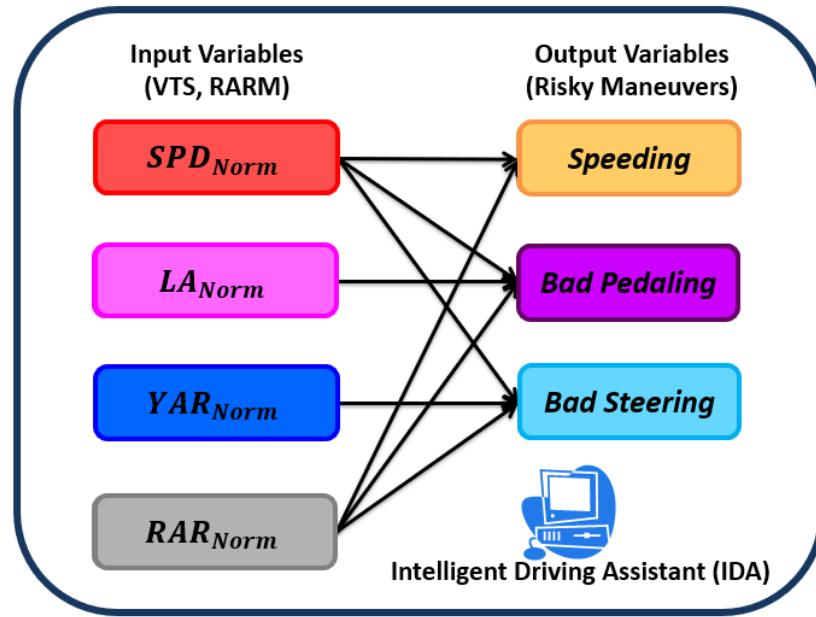 Input Variables
(VTS, RARM)
Output Variables
(Risky Maneuvers)
SPD_Norm
Speeding
LA_Norm
Bad Pedaling
YAR_Norm
Bad Steering
RAR_Norm
Intelligent Driving Assistant (IDA)